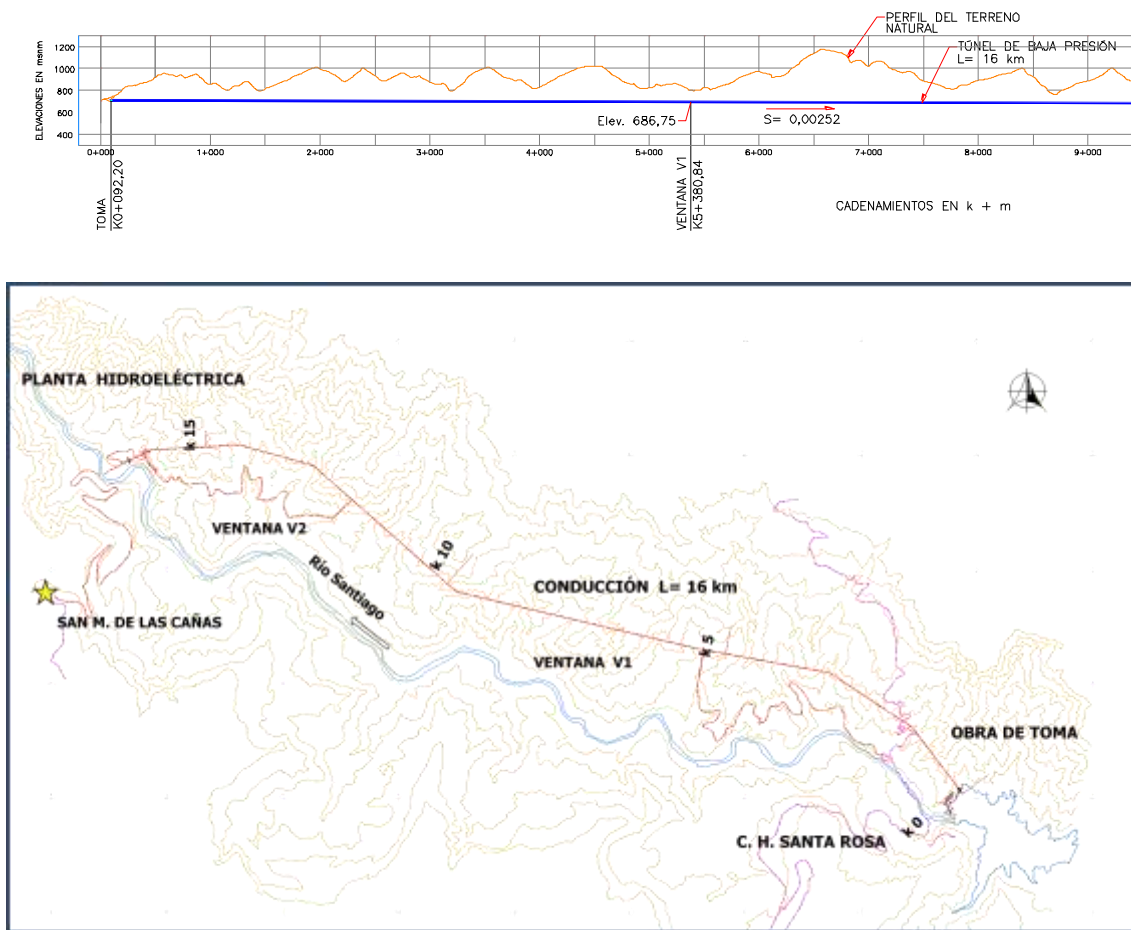 PERFIL DEL TERRENO
NATURAL
TÚNEL DE BAJA PRESIÓN
L= 16 km
ELEVACIONES EN msnm
1200
1000
800
600
400
Elev. 686,75
S= 0,00252
0+000
1+000
2+000
3+000
4+000
5+000
6+000
7+000
8+000
9+000
TOMA
K0+092,20
VENTANA V1
K5+380,84
CADENAMIENTOS EN k + m
PLANTA HIDROELÉCTRICA
k 15
VENTANA V2
k 10
Río Santiago
CONDUCCIÓN L= 16 km
SAN M. DE LAS CAÑAS
k 5
VENTANA V1
OBRA DE TOMA
k 0
C. H. SANTA ROSA